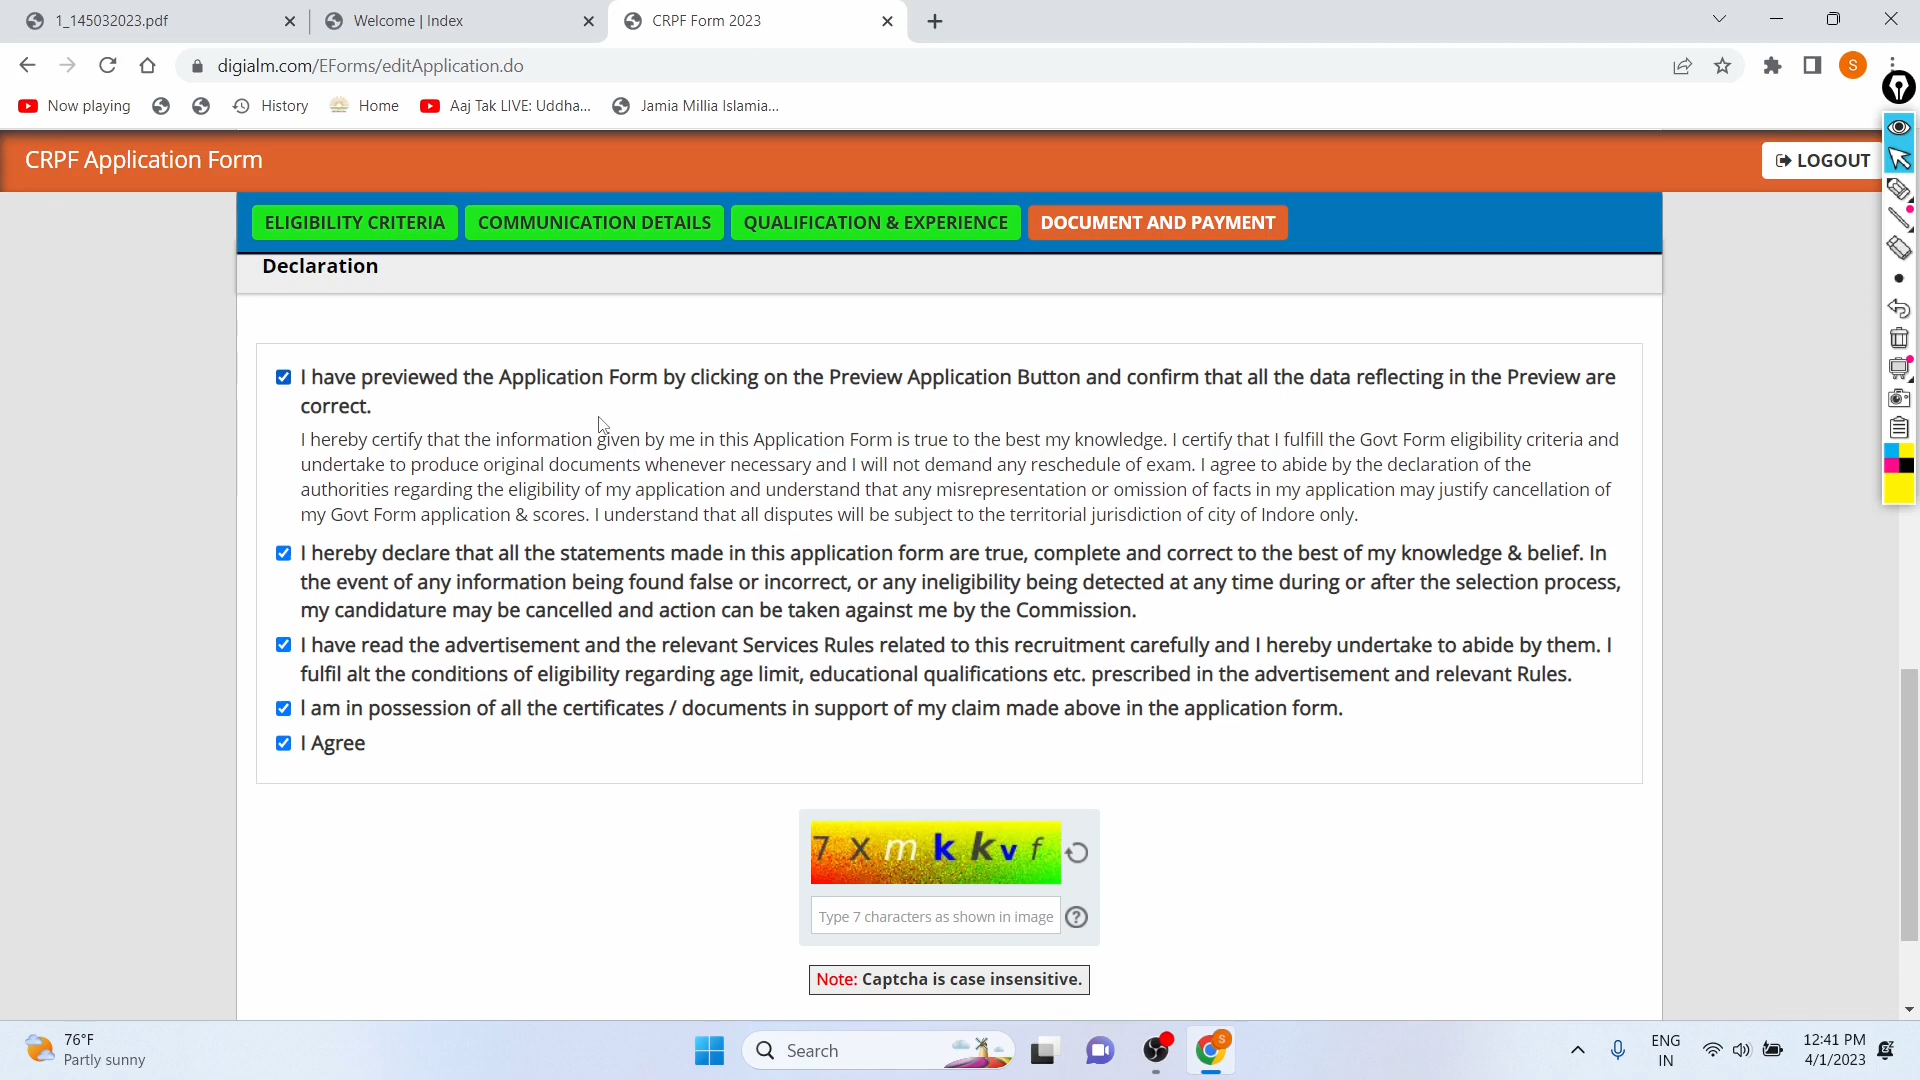 1_145032023.pdf
Welcome | Index
CRPF Form 2023
digialm.com/EForms/editApplication.do
S
Now playing
History
Home
Aaj Tak LIVE: Uddha...
Jamia Millia Islamia...
CRPF Application Form
LOGOUT
ELIGIBILITY CRITERIA
COMMUNICATION DETAILS
QUALIFICATION & EXPERIENCE
DOCUMENT AND PAYMENT
Declaration
I have previewed the Application Form by clicking on the Preview Application Button and confirm that all the data reflecting in the Preview are
correct.
I hereby certify that the information given by me in this Application Form is true to the best my knowledge. I certify that I fulfill the Govt Form eligibility criteria and
undertake to produce original documents whenever necessary and I will not demand any reschedule of exam. I agree to abide by the declaration of the
authorities regarding the eligibility of my application and understand that any misrepresentation or omission of facts in my application may justify cancellation of
my Govt Form application & scores. I understand that all disputes will be subject to the territorial jurisdiction of city of Indore only.
I hereby declare that all the statements made in this application form are true, complete and correct to the best of my knowledge & belief. In
the event of any information being found false or incorrect, or any ineligibility being detected at any time during or after the selection process,
my candidature may be cancelled and action can be taken against me by the Commission.
I have read the advertisement and the relevant Services Rules related to this recruitment carefully and I hereby undertake to abide by them. I
fulfil alt the conditions of eligibility regarding age limit, educational qualifications etc. prescribed in the advertisement and relevant Rules.
I am in possession of all the certificates / documents in support of my claim made above in the application form.
I Agree
7 X m k k v f
Type 7 characters as shown in image
Note: Captcha is case insensitive.
76°F
Partly sunny
Search
S
ENG
IN
12:41 PM
4/1/2023